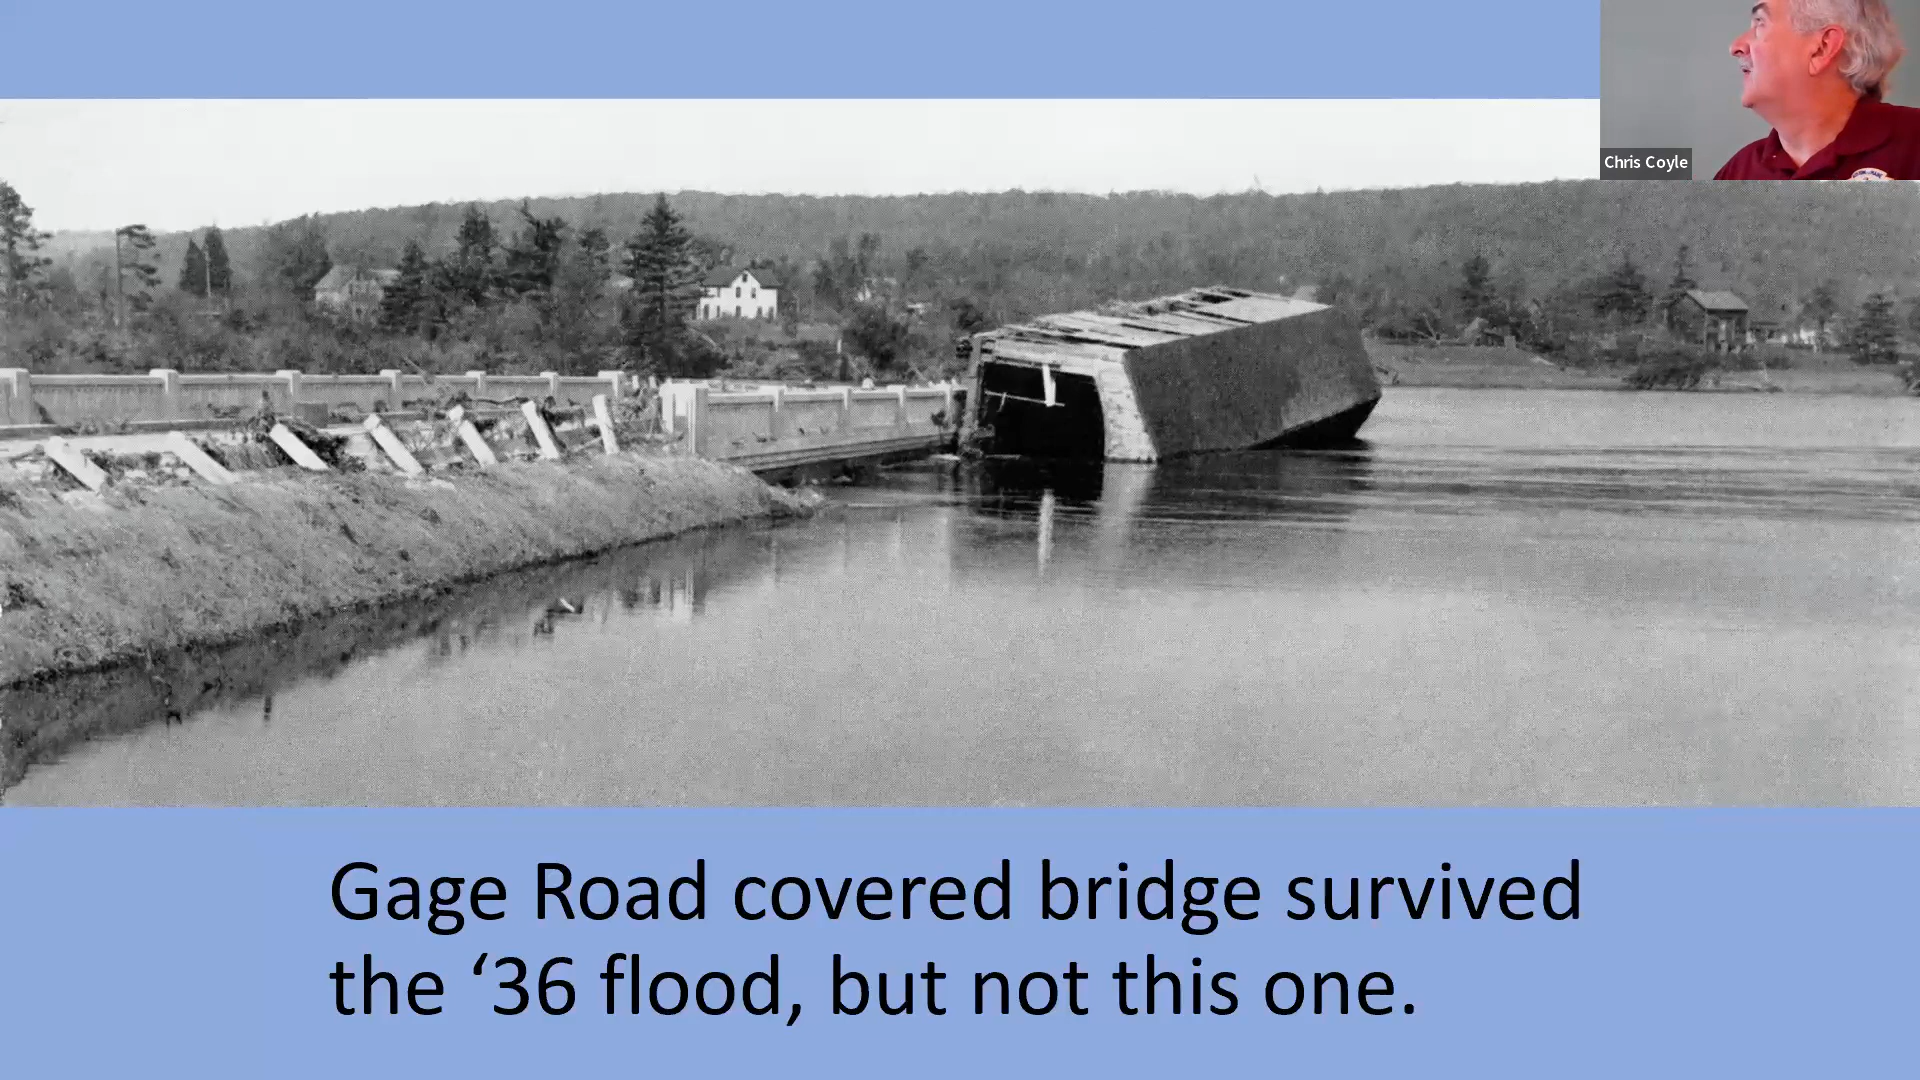 Chris Coyle
Gage Road covered bridge survived
the ‘36 flood, but not this one.